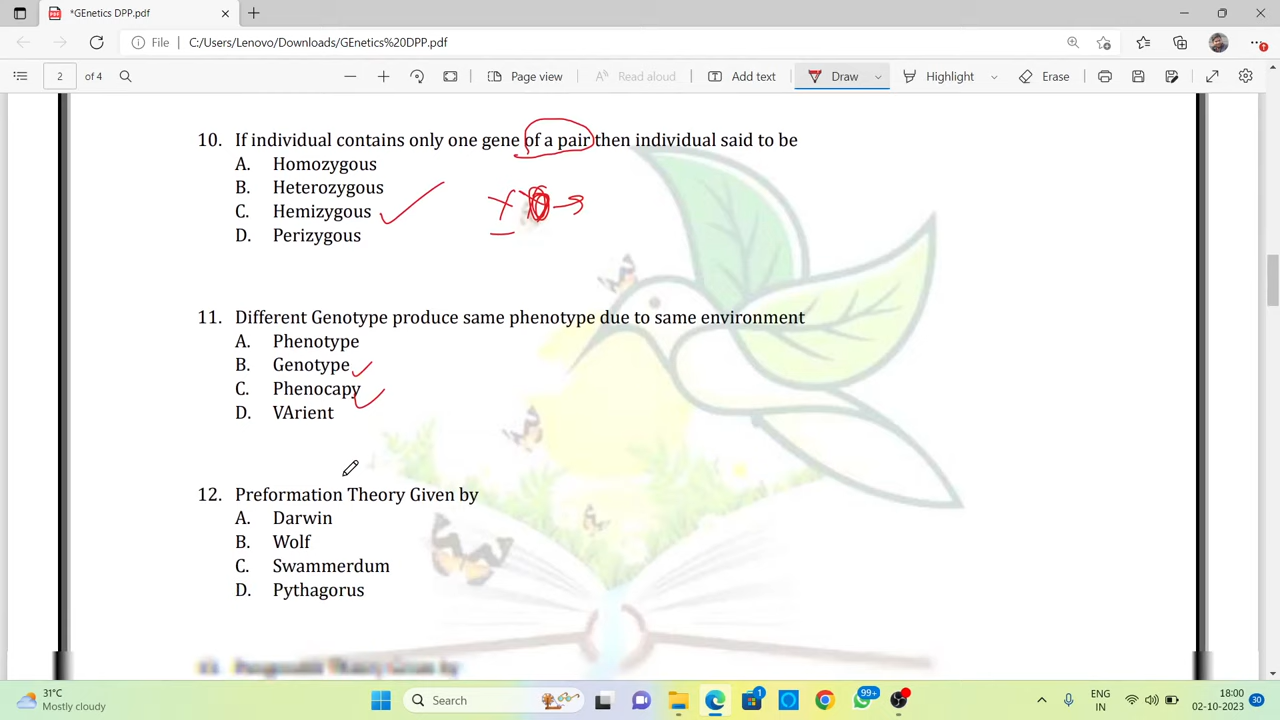 *GEnetics DPP.pdf
File C:/Users/Lenovo/Downloads/GEnetics%20DPP.pdf
2 of 4 Page view Read aloud Add text Draw Highlight Erase
10. If individual contains only one gene of a pair then individual said to be
A. Homozygous
B. Heterozygous
C. Hemizygous
D. Perizygous
11. Different Genotype produce same phenotype due to same environment
A. Phenotype
B. Genotype
C. Phenocapy
D. VArient
12. Preformation Theory Given by
A. Darwin
B. Wolf
C. Swammerdum
D. Pythagorus
31°C
Mostly cloudy
Search
99+
1
ENG
IN
18:00
02-10-2023
30